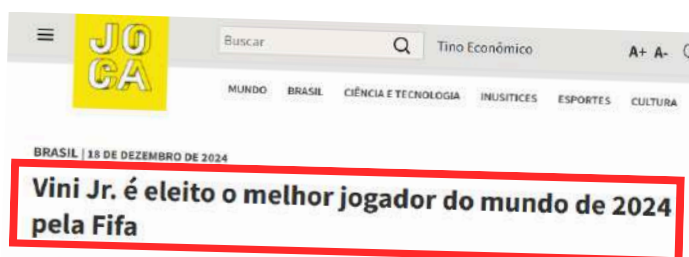 JO
CA
Buscar
Tino Econômico
A+ A-
MUNDO BRASIL CIÊNCIA E TECNOLOGIA INUSITICES ESPORTES CULTURA
BRASIL | 18 DE DEZEMBRO DE 2024
Vini Jr. é eleito o melhor jogador do mundo de 2024
pela Fifa